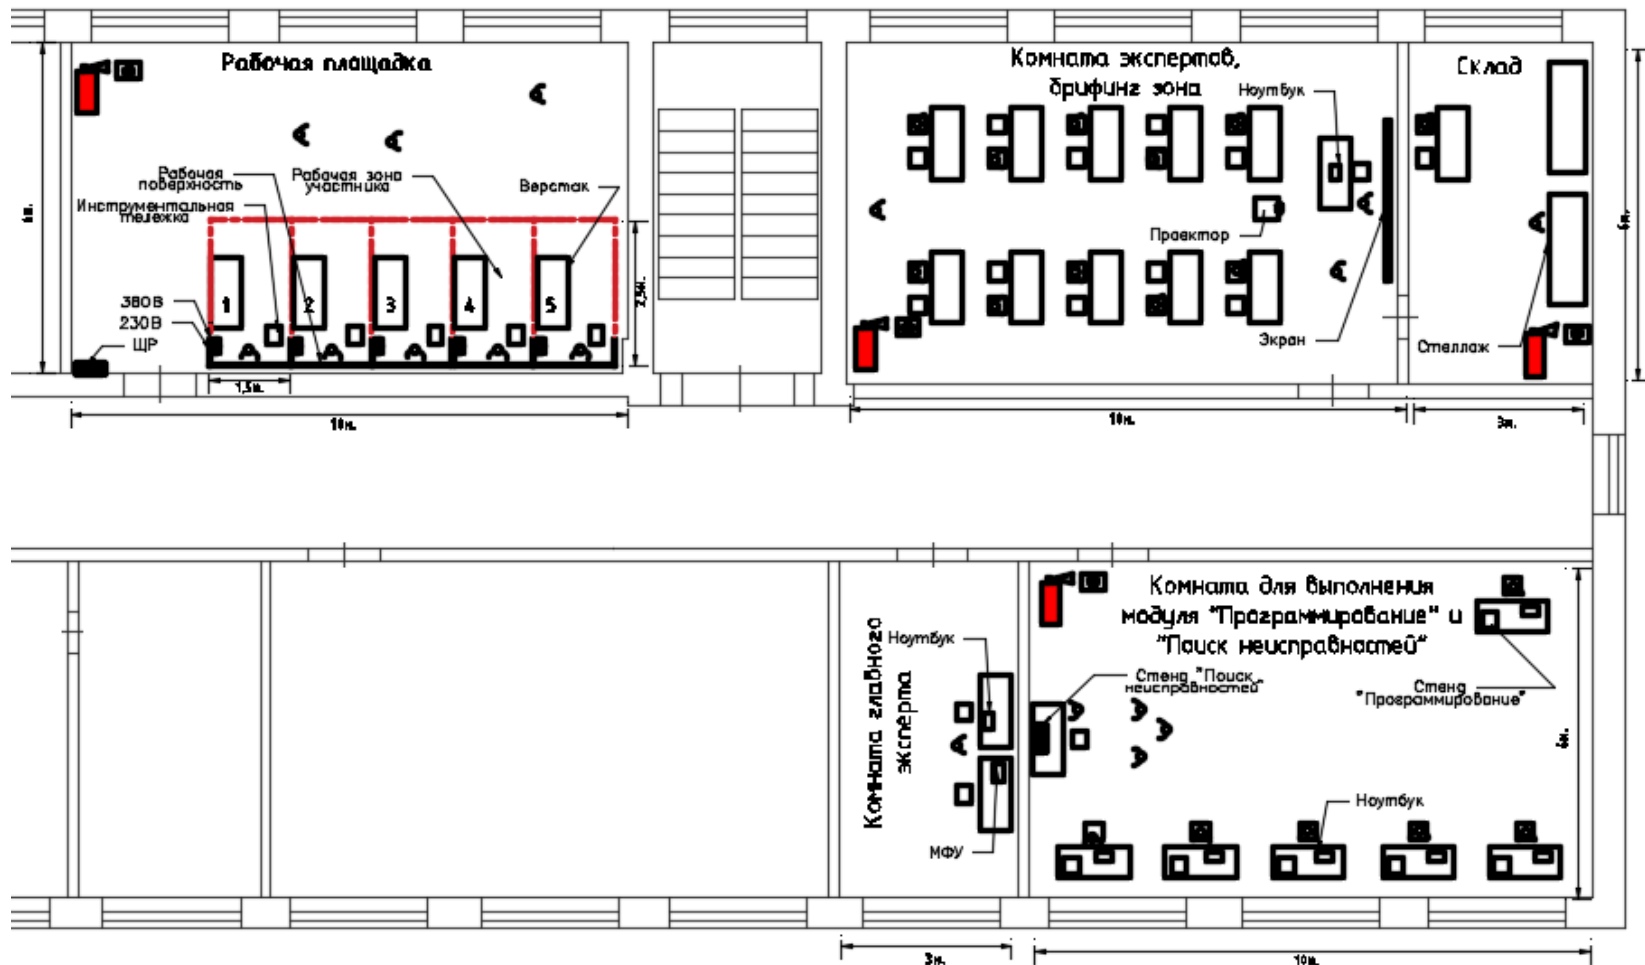 Рабочая площадка
Рабочая
поверхность
Инструментальная
тележка
Рабочая зона
участника
Верстак
380В
230В
ЩР
1
2
3
4
5
6м.
2,5м.
1,5м.
10м.
Комната экспертов,
брифинг зона
Ноутбук
Проектор
Экран
10м.
Склад
Стеллаж
6м.
3м.
Комната главного
эксперта
Ноутбук
МФУ
3м.
Комната для выполнения
модуля "Программирование" и
"Поиск неисправностей"
Стенд "Поиск
неисправностей"
Стенд
"Программирование"
Ноутбук
6м.
10м.